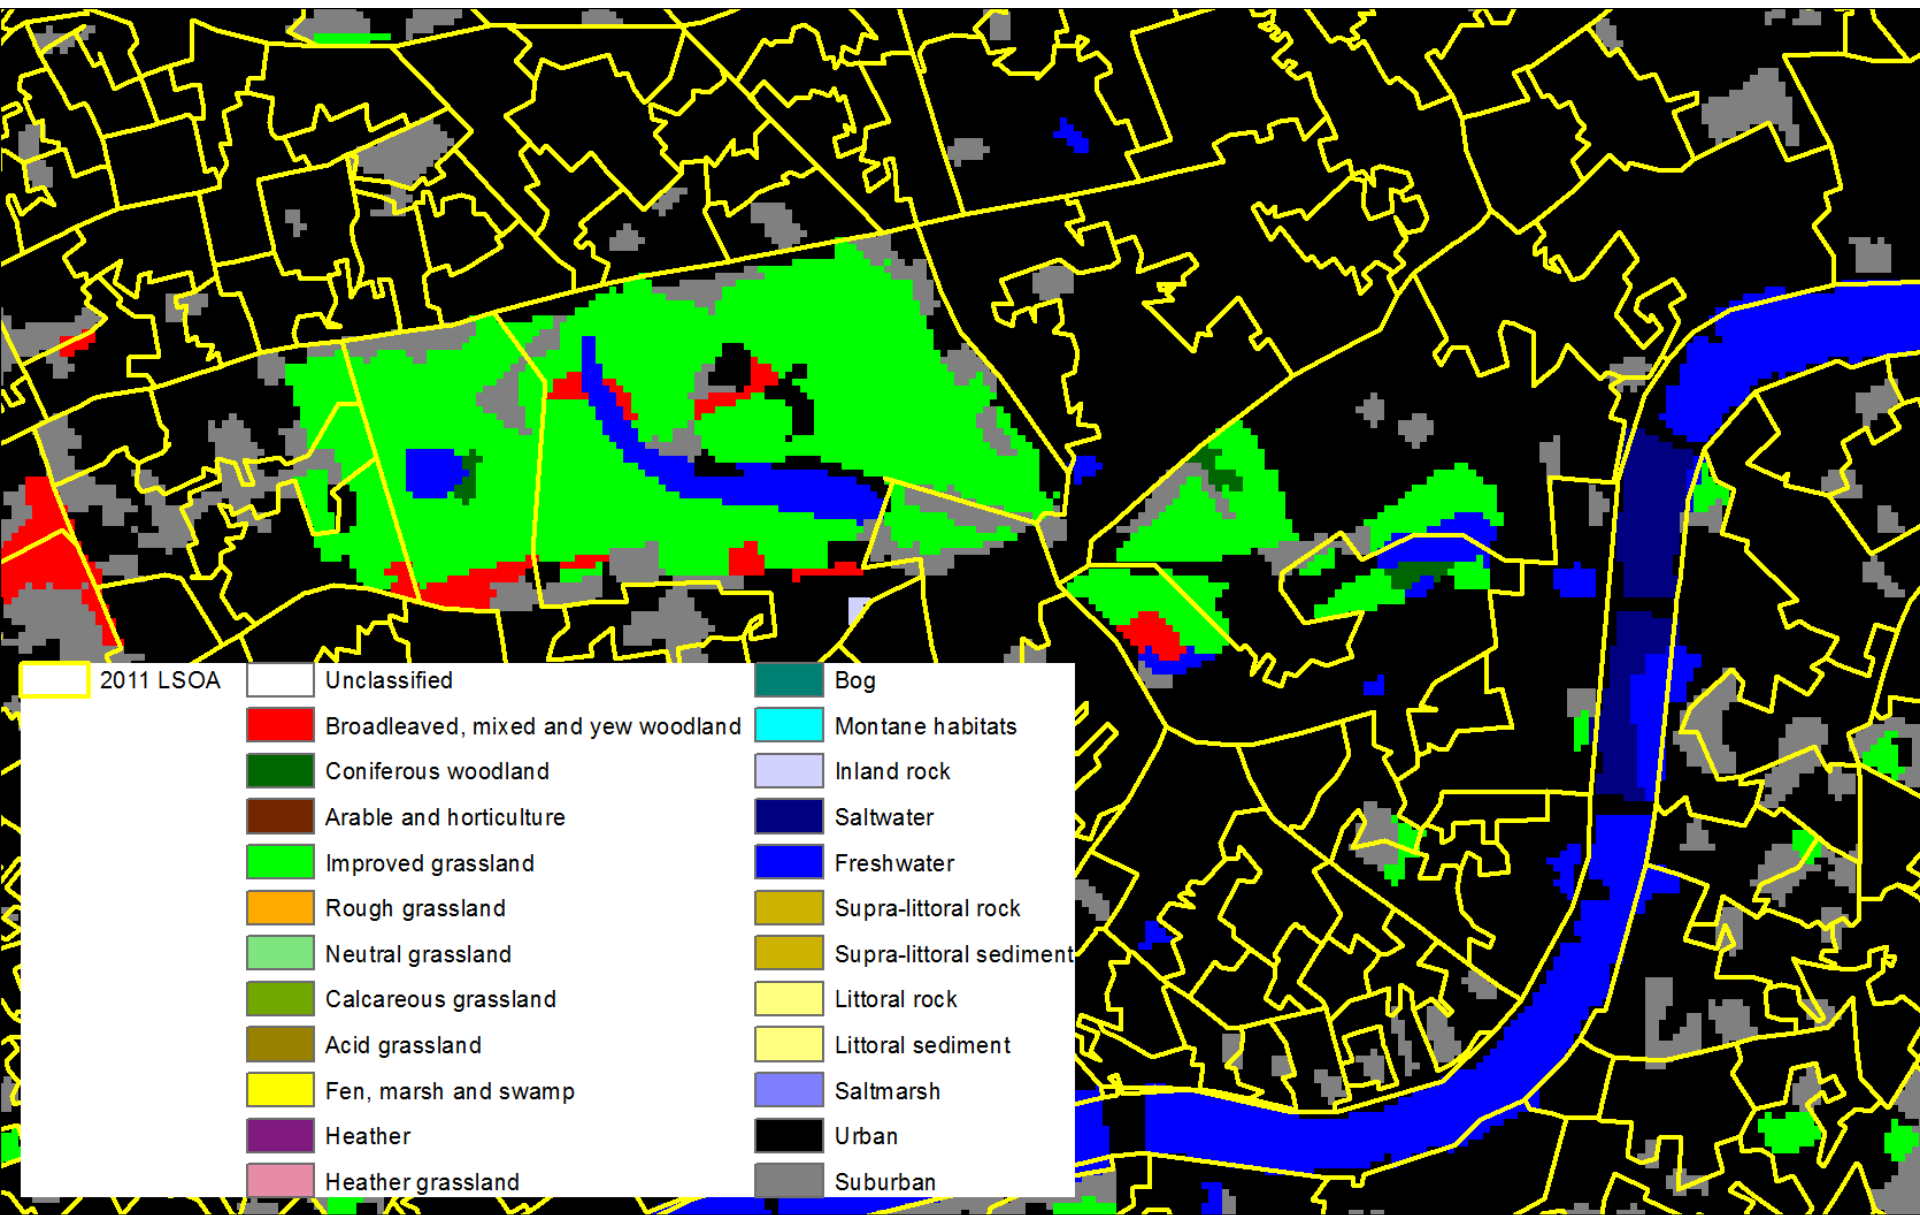 2011 LSOA
Unclassified
Broadleaved, mixed and yew woodland
Coniferous woodland
Arable and horticulture
Improved grassland
Rough grassland
Neutral grassland
Calcareous grassland
Acid grassland
Fen, marsh and swamp
Heather
Heather grassland
Bog
Montane habitats
Inland rock
Saltwater
Freshwater
Supra-littoral rock
Supra-littoral sediment
Littoral rock
Littoral sediment
Saltmarsh
Urban
Suburban